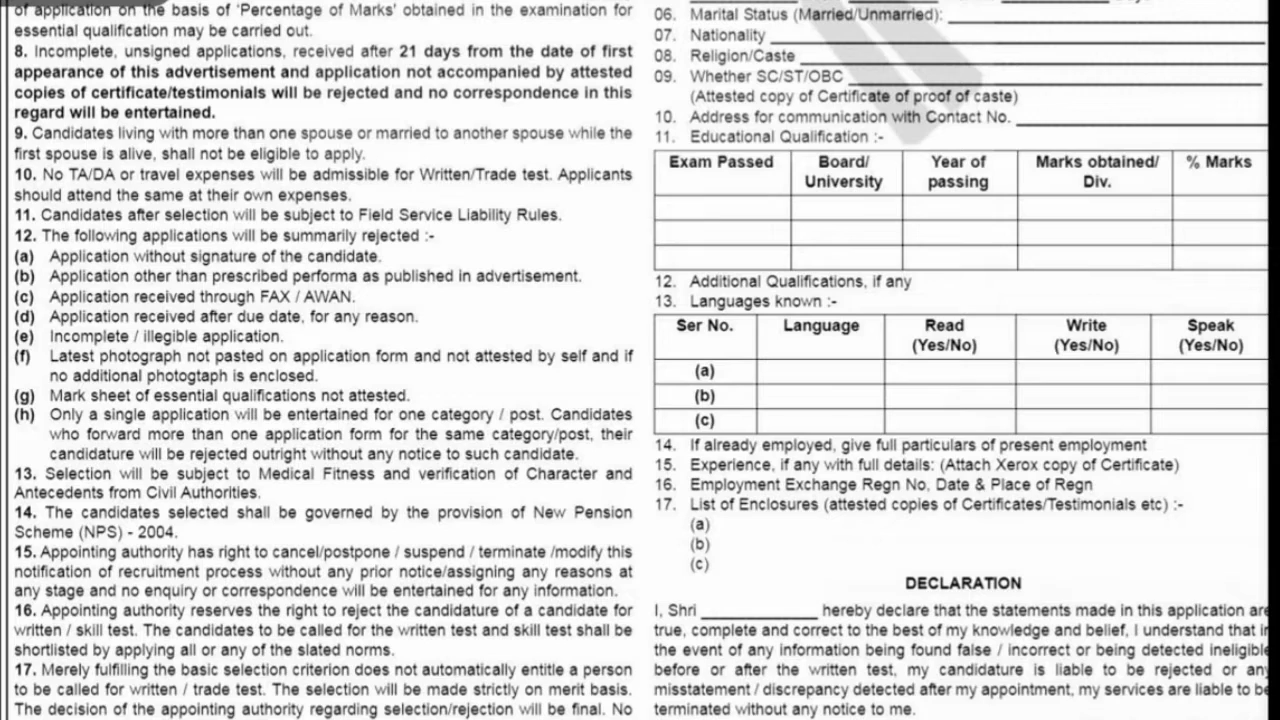 of application on the basis of 'Percentage of Marks' obtained in the examination for
essential qualification may be carried out.
8. Incomplete, unsigned applications, received after 21 days from the date of first
appearance of this advertisement and application not accompanied by attested
copies of certificate/testimonials will be rejected and no correspondence in this
regard will be entertained.
9. Candidates living with more than one spouse or married to another spouse while the
first spouse is alive, shall not be eligible to apply.
10. No TA/DA or travel expenses will be admissible for Written/Trade test. Applicants
should attend the same at their own expenses.
11. Candidates after selection will be subject to Field Service Liability Rules.
12. The following applications will be summarily rejected :-
(a) Application without signature of the candidate.
(b) Application other than prescribed performa as published in advertisement.
(c) Application received through FAX / AWAN.
(d) Application received after due date, for any reason.
(e) Incomplete / illegible application.
(f) Latest photograph not pasted on application form and not attested by self and if
no additional photogtaph is enclosed.
(g) Mark sheet of essential qualifications not attested.
(h) Only a single application will be entertained for one category / post. Candidates
who forward more than one application form for the same category/post, their
candidature will be rejected outright without any notice to such candidate.
13. Selection will be subject to Medical Fitness and verification of Character and
Antecedents from Civil Authorities.
14. The candidates selected shall be governed by the provision of New Pension
Scheme (NPS) - 2004.
15. Appointing authority has right to cancel/postpone / suspend / terminate /modify this
notification of recruitment process without any prior notice/assigning any reasons at
any stage and no enquiry or correspondence will be entertained for any information.
16. Appointing authority reserves the right to reject the candidature of a candidate for
written / skill test. The candidates to be called for the written test and skill test shall be
shortlisted by applying all or any of the slated norms.
17. Merely fulfilling the basic selection criterion does not automatically entitle a person
to be called for written / trade test. The selection will be made strictly on merit basis.
The decision of the appointing authority regarding selection/rejection will be final. No
06. Marital Status (Married/Unmarried):
07. Nationality
08. Religion/Caste
09. Whether SC/ST/OBC
(Attested copy of Certificate of proof of caste)
10. Address for communication with Contact No.
11. Educational Qualification :-
Exam Passed Board/ Year of Marks obtained/ % Marks
University passing Div.
12. Additional Qualifications, if any
13. Languages known :-
Ser No. Language Read Write Speak
(Yes/No) (Yes/No) (Yes/No)
(a)
(b)
(c)
14. If already employed, give full particulars of present employment
15. Experience, if any with full details: (Attach Xerox copy of Certificate)
16. Employment Exchange Regn No, Date & Place of Regn
17. List of Enclosures (attested copies of Certificates/Testimonials etc) :-
(a)
(b)
(c)
DECLARATION
I, Shri ____________ hereby declare that the statements made in this application are
true, complete and correct to the best of my knowledge and belief, I understand that in
the event of any information being found false / incorrect or being detected ineligible
before or after the written test, my candidature is liable to be rejected or any
misstatement / discrepancy detected after my appointment, my services are liable to be
terminated without any notice to me.